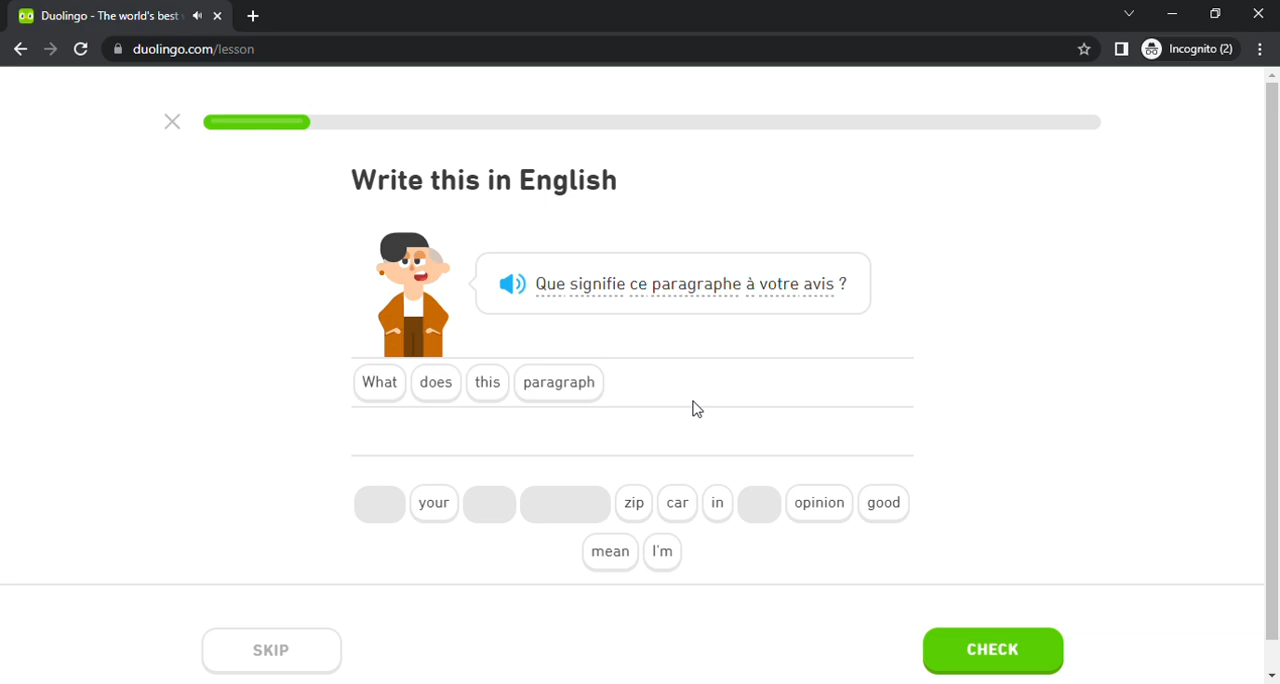 Duolingo - The world's best
duolingo.com/lesson
Incognito (2)
Write this in English
Que signifie ce paragraphe à votre avis ?
What does this paragraph
your zip car in opinion good
mean I'm
SKIP
CHECK